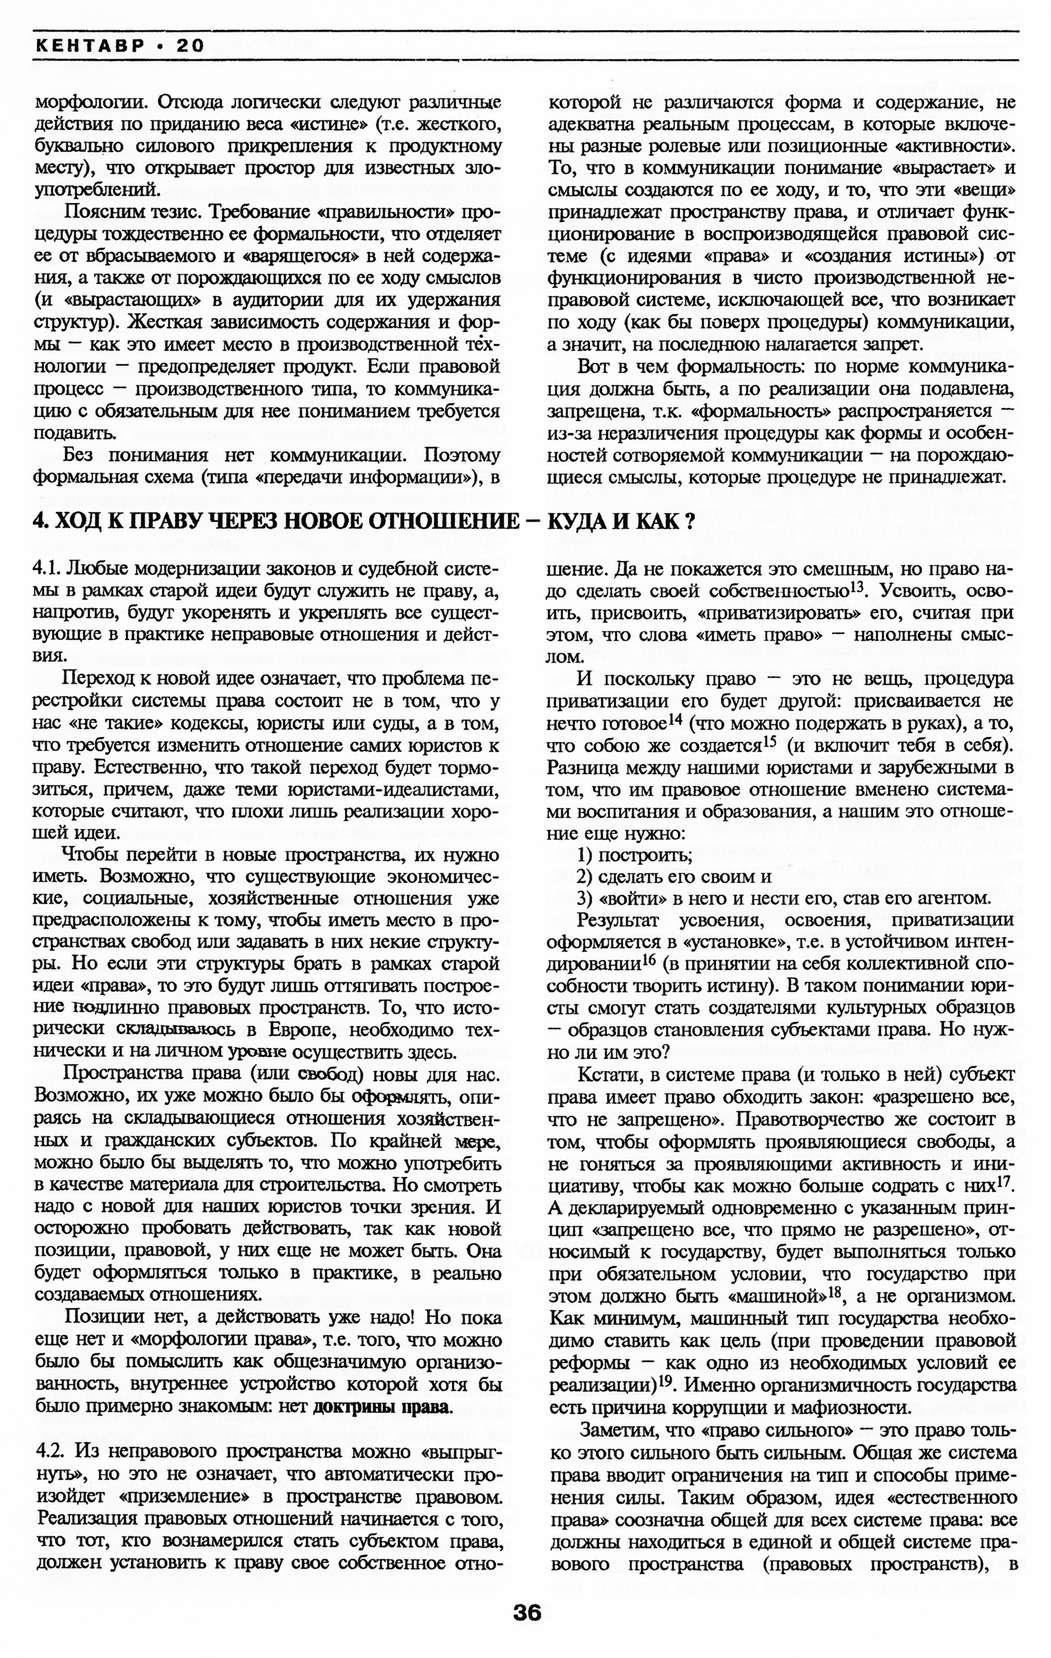 КЕНТАВР • 20
морфологии. Отсюда логически следуют различные
действия по приданию веса «истине» (т.е. жесткого,
буквально силового прикрепления к продуктному
месту), что открывает простор для известных зло-
употреблений.
Поясним тезис. Требование «правильности» про-
цедуры тождественно ее формальности, что отделяет
ее от вбрасываемого и «варящегося» в ней содержа-
ния, а также от порождающихся по ее ходу смыслов
(и «вырастающих» в аудитории для их удержания
структур). Жесткая зависимость содержания и фор-
мы — как это имеет место в производственной тех-
нологии — предопределяет продукт. Если правовой
процесс — производственного типа, то коммуника-
цию с обязательным для нее пониманием требуется
подавить.
Без понимания нет коммуникации. Поэтому
формальная схема (типа «передачи информации»), в
которой не различаются форма и содержание, не
адекватна реальным процессам, в которые включе-
ны разные ролевые или позиционные «активности».
То, что в коммуникации понимание «вырастает» и
смыслы создаются по ее ходу, и то, что эти «вещи»
принадлежат пространству права, и отличает функ-
ционирование в воспроизводящейся правовой сис-
теме (с идеями «права» и «создания истины») от
функционирования в чисто производственной не-
правовой системе, исключающей все, что возникает
по ходу (как бы поверх процедуры) коммуникации,
а значит, на последнюю налагается запрет.
Вот в чем формальность: по норме коммуника-
ция должна быть, а по реализации она подавлена,
запрещена, т.к. «формальность» распространяется —
из-за неразличения процедуры как формы и особен-
ностей сотворяемой коммуникации — на порождаю-
щиеся смыслы, которые процедуре не принадлежат.
4. ХОД К ПРАВУ ЧЕРЕЗ НОВОЕ ОТНОШЕНИЕ — КУДА И КАК ?
4.1. Любые модернизации законов и судебной систе-
мы в рамках старой идеи будут служить не праву, а,
напротив, будут укоренять и укреплять все сущест-
вующие в практике неправовые отношения и дейст-
вия.
Переход к новой идее означает, что проблема пе-
рестройки системы права состоит не в том, что у
нас «не такие» кодексы, юристы или суды, а в том,
что требуется изменить отношение самих юристов к
праву. Естественно, что такой переход будет тормо-
зиться, причем, даже теми юристами-идеалистами,
которые считают, что плохи лишь реализации хоро-
шей идеи.
Чтобы перейти в новые пространства, их нужно
иметь. Возможно, что существующие экономичес-
кие, социальные, хозяйственные отношения уже
предрасположены к тому, чтобы иметь место в про-
странствах свобод или задавать в них некие структу-
ры. Но если эти структуры брать в рамках старой
идеи «права», то это будут лишь оттягивать построе-
ние подлинно правовых пространств. То, что исто-
рически складывалось в Европе, необходимо тех-
нически и на личном уровне осуществить здесь.
Пространства права (или свобод) новы для нас.
Возможно, их уже можно было бы оформлять, опи-
раясь на складывающиеся отношения хозяйствен-
ных и гражданских субъектов. По крайней мере,
можно было бы выделять то, что можно употребить
в качестве материала для строительства. Но смотреть
надо с новой для наших юристов точки зрения. И
осторожно пробовать действовать, так как новой
позиции, правовой, у них еще не может быть. Она
будет оформляться только в практике, в реально
создаваемых отношениях.
Позиции нет, а действовать уже надо! Но пока
еще нет и «морфологии права», т.е. того, что можно
было бы помыслить как общезначимую организо-
ванность, внутреннее устройство которой хотя бы
было примерно знакомым: нет доктрины права.
4.2. Из неправового пространства можно «выпрыг-
нуть», но это не означает, что автоматически про-
изойдет «приземление» в пространстве правовом.
Реализация правовых отношений начинается с того,
что тот, кто вознамерился стать субъектом права,
должен установить к праву свое собственное отно-
шение. Да не покажется это смешным, но право на-
до сделать своей собственностью13. Усвоить, осво-
ить, присвоить, «приватизировать» его, считая при
этом, что слова «иметь право» — наполнены смыс-
лом.
И поскольку право — это не вещь, процедура
приватизации его будет другой: присваивается не
нечто готовое14 (что можно подержать в руках), а то,
что собою же создается15 (и включит тебя в себя).
Разница между нашими юристами и зарубежными в
том, что им правовое отношение вменено система-
ми воспитания и образования, а нашим это отноше-
ние еще нужно:
1) построить;
2) сделать его своим и
3) «войти» в него и нести его, став его агентом.
Результат усвоения, освоения, приватизации
оформляется в «установке», т.е. в устойчивом интен-
дировании16 (в принятии на себя коллективной спо-
собности творить истину). В таком понимании юри-
сты смогут стать создателями культурных образцов
— образцов становления субъектами права. Но нуж-
но ли им это?
Кстати, в системе права (и только в ней) субъект
права имеет право обходить закон: «разрешено все,
что не запрещено». Правотворчество же состоит в
том, чтобы оформлять проявляющиеся свободы, а
не гоняться за проявляющими активность и ини-
циативу, чтобы как можно больше содрать с них17.
А декларируемый одновременно с указанным прин-
цип «запрещено все, что прямо не разрешено», от-
носимый к государству, будет выполняться только
при обязательном условии, что государство при
этом должно быть «машиной»18, а не организмом.
Как минимум, машинный тип государства необхо-
димо ставить как цель (при проведении правовой
реформы — как одно из необходимых условий ее
реализации)19. Именно организмичность государства
есть причина коррупции и мафиозности.
Заметим, что «право сильного» — это право толь-
ко этого сильного быть сильным. Общая же система
права вводит ограничения на тип и способы приме-
нения силы. Таким образом, идея «естественного
права» соозначна общей для всех системе права: все
должны находиться в единой и общей системе пра-
вового пространства (правовых пространств), в
36